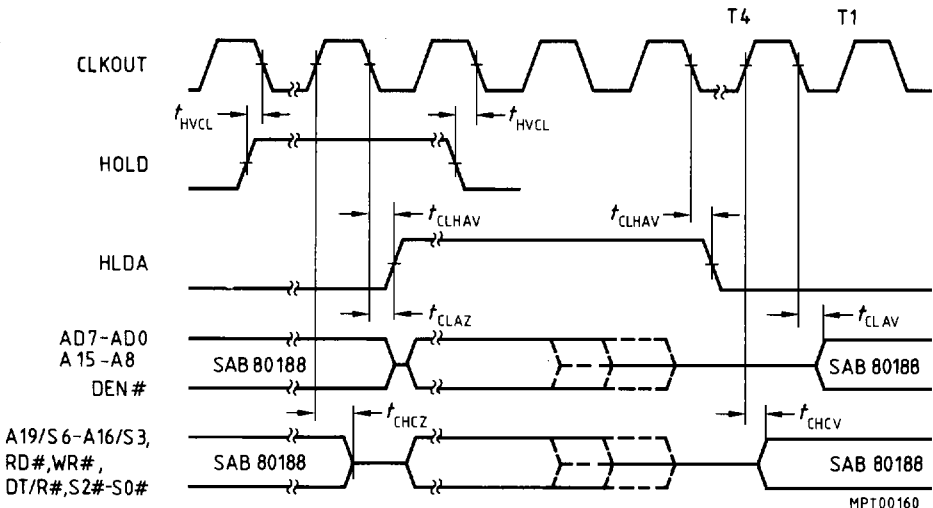 T4 T1
CLKOUT
tHVCL tHVCL
HOLD
tCLHAV tCLHAV
HLDA
tCLAZ tCLAV
AD7-AD0
A15-A8
DEN#
SAB 80188 SAB 80188
tCHCZ tCHCV
A19/S6-A16/S3,
RD#,WR#,
DT/R#,S2#-S0#
SAB 80188 SAB 80188
MPT00160